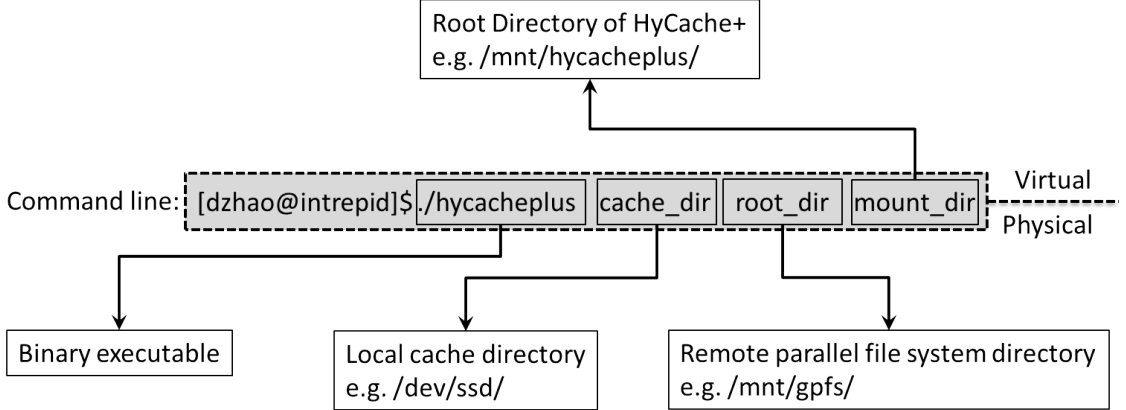 Root Directory of HyCache+
e.g. /mnt/hycacheplus/
Command line: [dzhao@intrepid]$./hycacheplus cache_dir root_dir mount_dir
Virtual
Physical
Binary executable
Local cache directory
e.g. /dev/ssd/
Remote parallel file system directory
e.g. /mnt/gpfs/